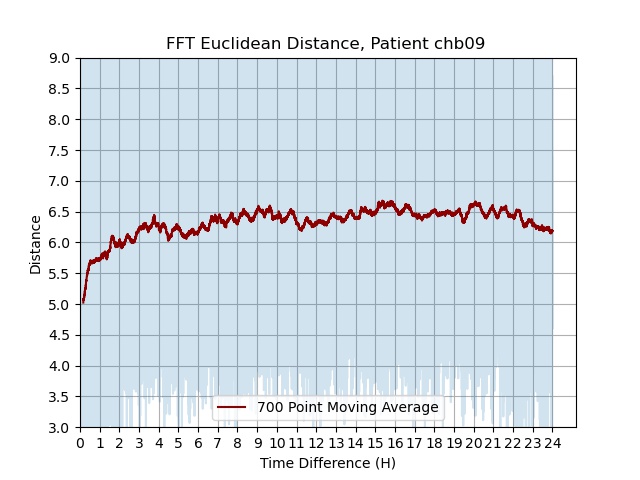 FFT Euclidean Distance, Patient chb09
9.0
8.5
8.0
7.5
7.0
6.5
6.0
5.5
5.0
4.5
4.0
3.5
3.0
Distance
700 Point Moving Average
0 1 2 3 4 5 6 7 8 9 10 11 12 13 14 15 16 17 18 19 20 21 22 23 24
Time Difference (H)